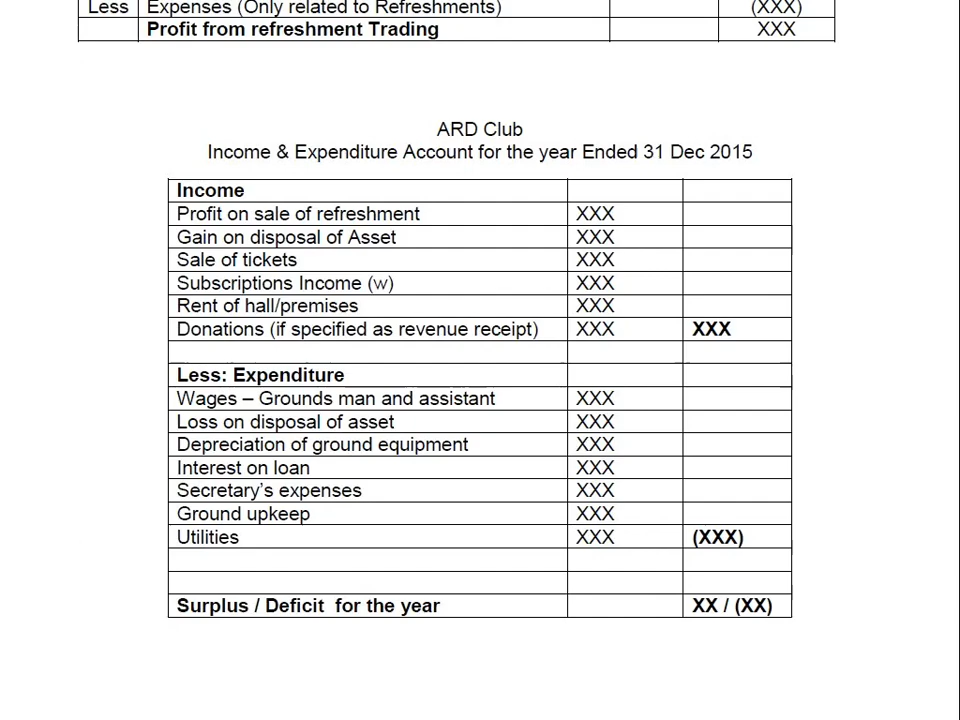 Less Expenses (Only related to Refreshments) (XXX)
Profit from refreshment Trading XXX
ARD Club
Income & Expenditure Account for the year Ended 31 Dec 2015
Income
Profit on sale of refreshment XXX
Gain on disposal of Asset XXX
Sale of tickets XXX
Subscriptions Income (w) XXX
Rent of hall/premises XXX
Donations (if specified as revenue receipt) XXX XXX
Less: Expenditure
Wages – Grounds man and assistant XXX
Loss on disposal of asset XXX
Depreciation of ground equipment XXX
Interest on loan XXX
Secretary's expenses XXX
Ground upkeep XXX
Utilities XXX (XXX)
Surplus / Deficit for the year XX / (XX)